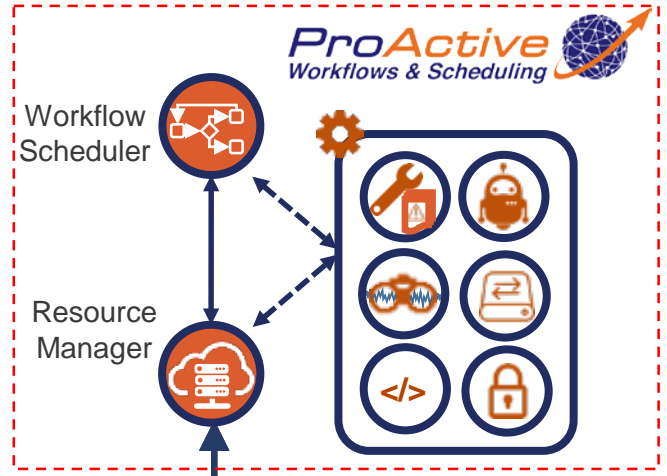 ProActive
Workflows & Scheduling
Workflow
Scheduler
Resource
Manager
</>